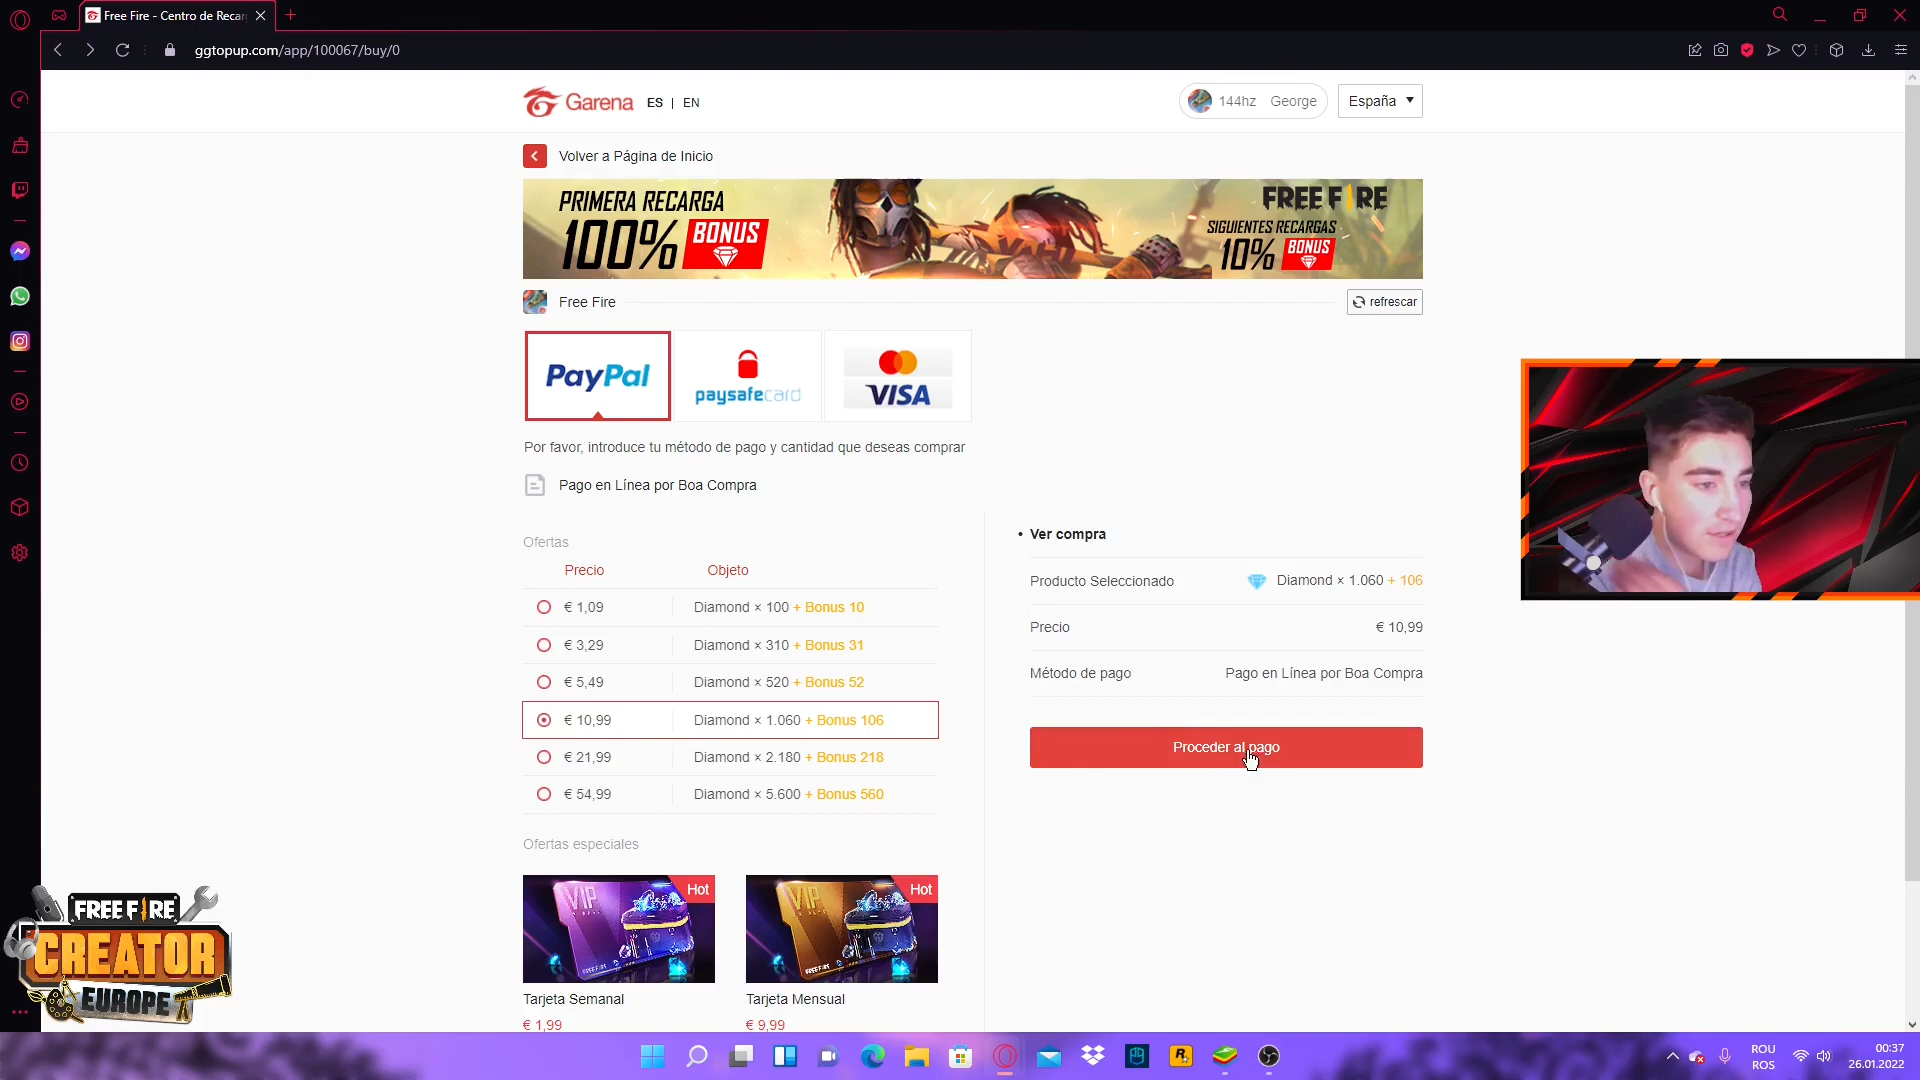 Free Fire - Centro de Recar
ggtopup.com/app/100067/buy/0
Garena ES | EN
144hz George
España
Volver a Página de Inicio
PRIMERA RECARGA
100% BONUS
FREE FIRE
SIGUIENTES RECARGAS
10% BONUS
Free Fire
refrescar
PayPal
paysafecard
VISA
Por favor, introduce tu método de pago y cantidad que deseas comprar
Pago en Línea por Boa Compra
Ofertas
Precio Objeto
€ 1,09 Diamond × 100 + Bonus 10
€ 3,29 Diamond × 310 + Bonus 31
€ 5,49 Diamond × 520 + Bonus 52
€ 10,99 Diamond × 1.060 + Bonus 106
€ 21,99 Diamond × 2.180 + Bonus 218
€ 54,99 Diamond × 5.600 + Bonus 560
• Ver compra
Producto Seleccionado Diamond × 1.060 + 106
Precio € 10,99
Método de pago Pago en Línea por Boa Compra
Proceder al pago
Ofertas especiales
VIP
Hot
FREE FIRE
VIP
Hot
FREE FIRE
Tarjeta Semanal
€ 1,99
Tarjeta Mensual
€ 9,99
FREE FIRE
CREATOR
EUROPE
ROU
ROS
00:37
26.01.2022